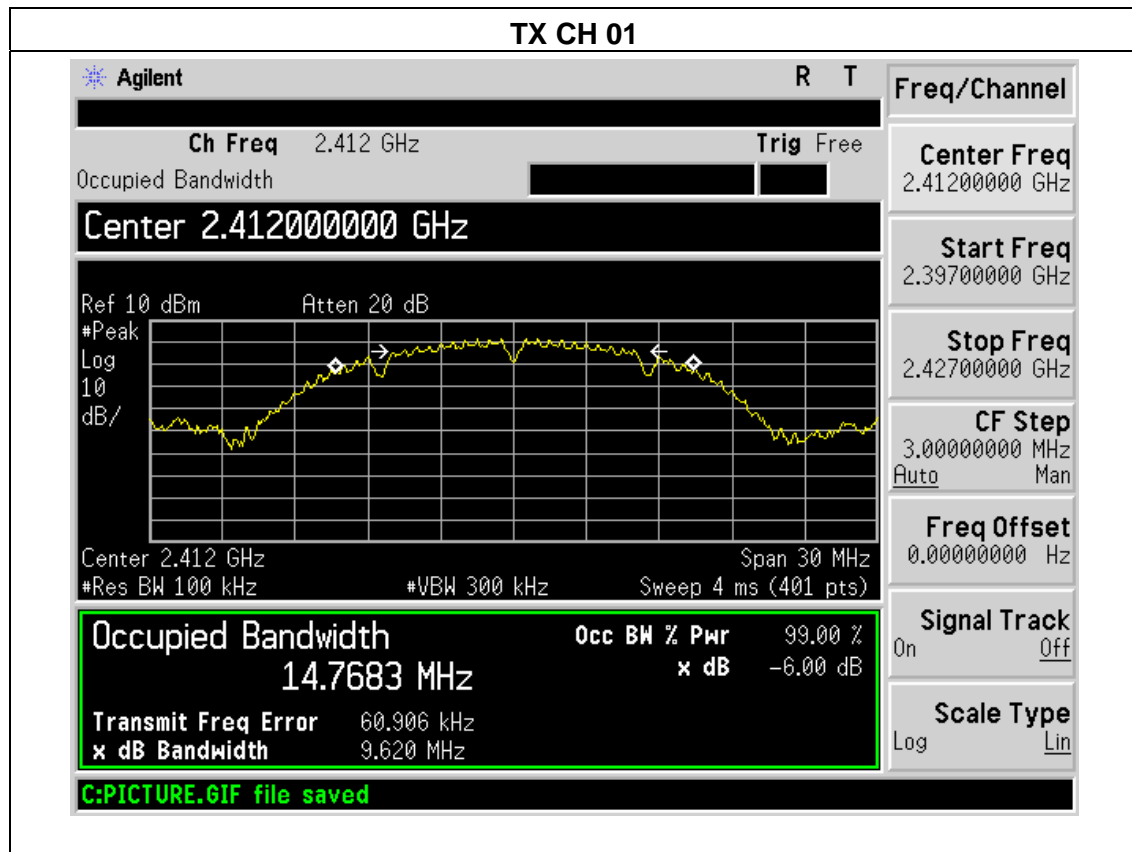 TX CH 01
Agilent R T
Ch Freq 2.412 GHz Trig Free
Occupied Bandwidth
Center 2.412000000 GHz
Ref 10 dBm Atten 20 dB
#Peak
Log
10
dB/
Center 2.412 GHz Span 30 MHz
#Res BW 100 kHz #VBW 300 kHz Sweep 4 ms (401 pts)
Occupied Bandwidth
14.7683 MHz
Occ BW % Pwr 99.00 %
x dB -6.00 dB
Transmit Freq Error 60.906 kHz
x dB Bandwidth 9.620 MHz
C:PICTURE.GIF file saved
Freq/Channel
Center Freq
2.41200000 GHz
Start Freq
2.39700000 GHz
Stop Freq
2.42700000 GHz
CF Step
3.00000000 MHz
Auto Man
Freq Offset
0.00000000 Hz
Signal Track
On Off
Scale Type
Log Lin